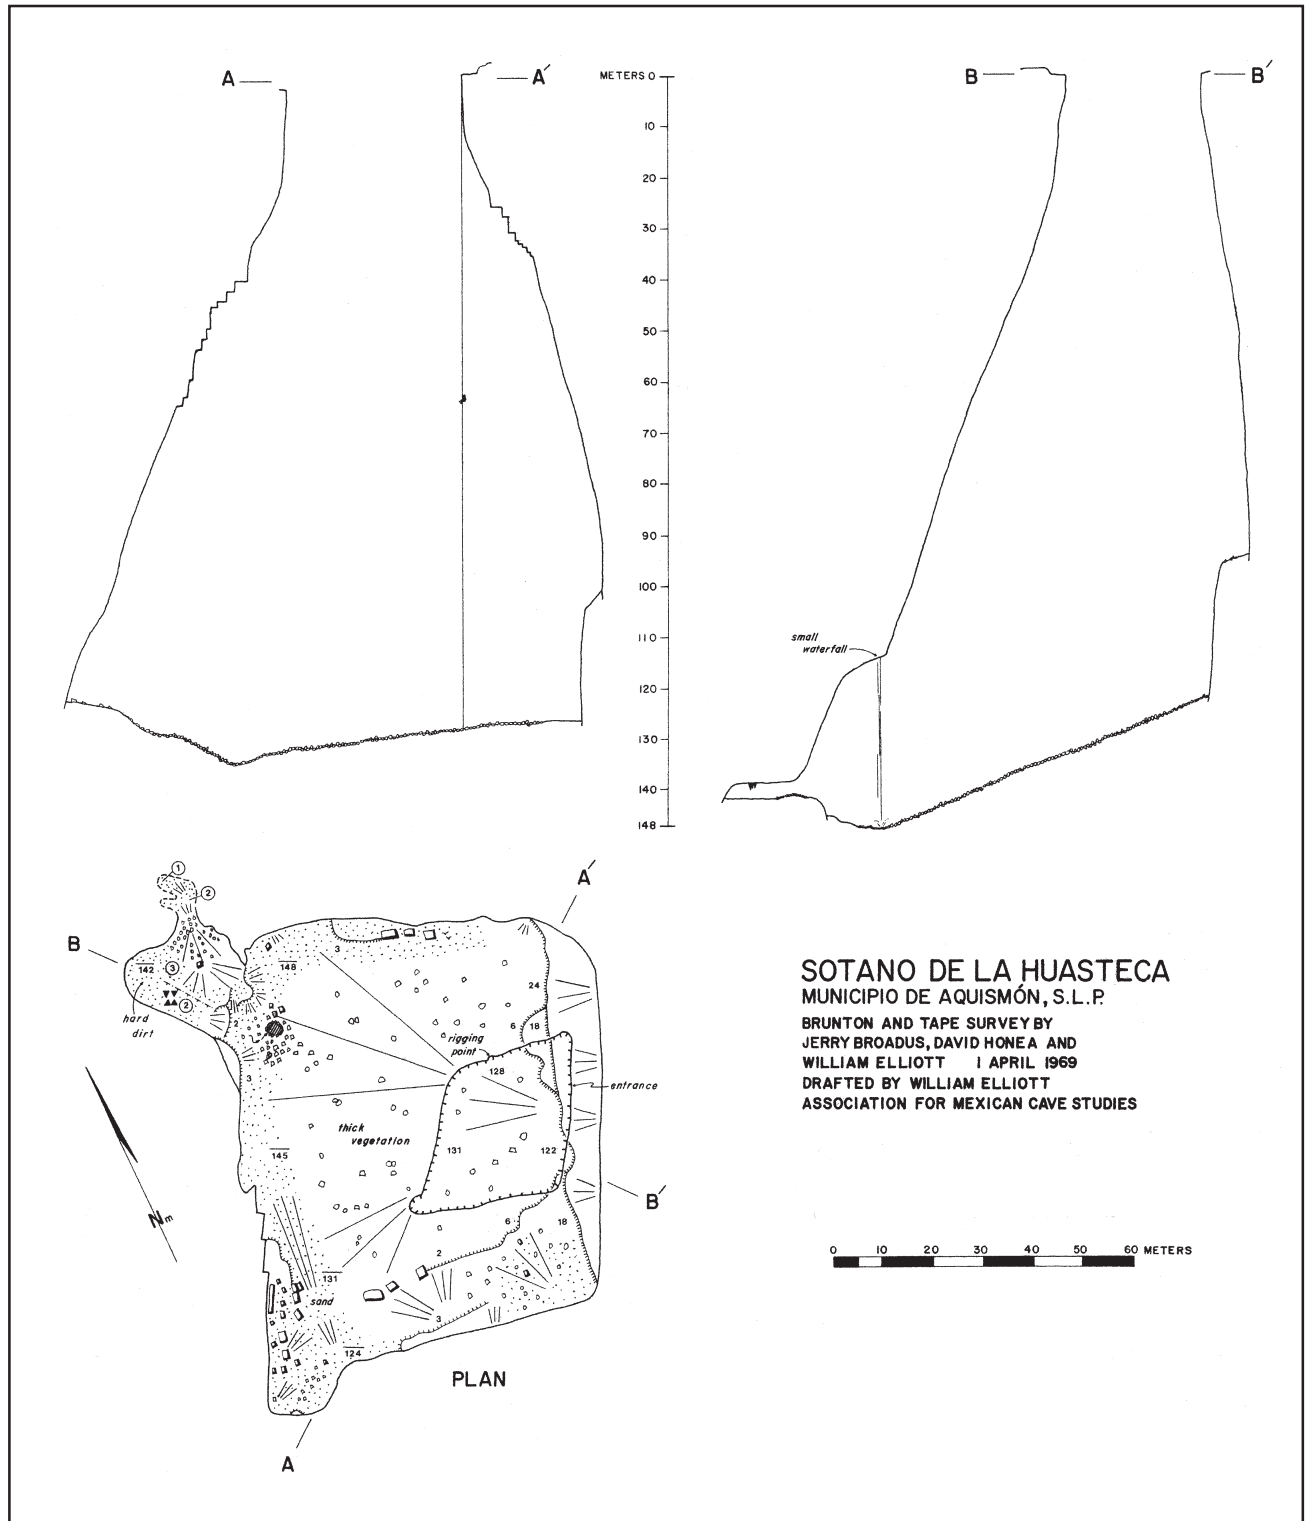 A
A′
METERS 0
10
20
30
40
50
60
70
80
90
100
110
120
130
140
148
B
B′
small
waterfall
1
2
A′
B
142
3
2
hard
dirt
148
3
2
3
24
6
18
rigging
point
128
entrance
thick
vegetation
131
122
145
B′
6
18
2
131
sand
3
124
Nm
PLAN
A
SOTANO DE LA HUASTECA
MUNICIPIO DE AQUISMÓN, S.L.P.
BRUNTON AND TAPE SURVEY BY
JERRY BROADUS, DAVID HONEA AND
WILLIAM ELLIOTT 1 APRIL 1969
DRAFTED BY WILLIAM ELLIOTT
ASSOCIATION FOR MEXICAN CAVE STUDIES
0 10 20 30 40 50 60 METERS